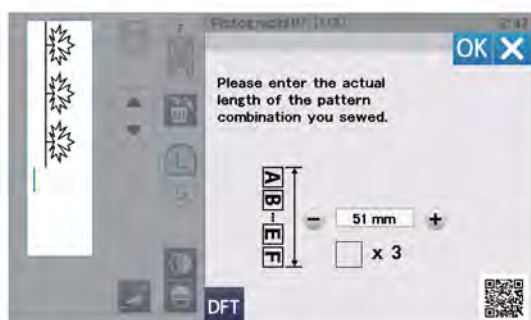 OK X
Please enter the actual
length of the pattern
combination you sewed.
A B E F
- 51 mm +
x 3
DFT